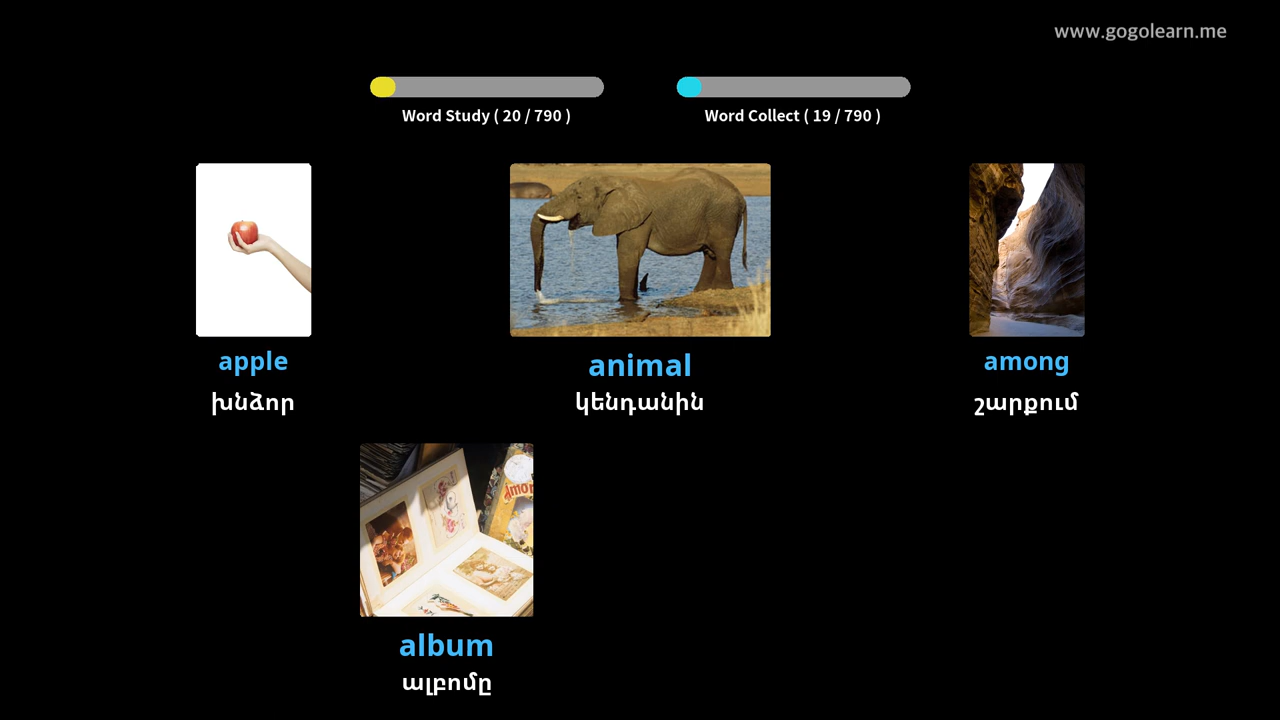 www.gogolearn.me
Word Study ( 20 / 790 )
Word Collect ( 19 / 790 )
apple
խնձոր
animal
կենդանին
among
շարքում
album
ալբոմը